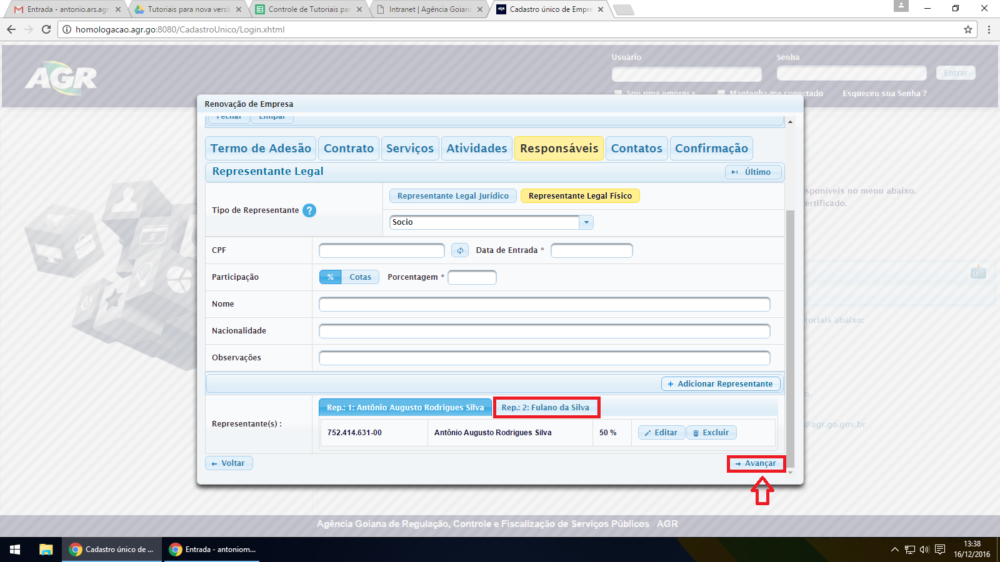 Entrada - antonio.ars.agr
Tutoriais para nova versã
Controle de Tutoriais par
Intranet | Agência Goiana
Cadastro único de Empre
homologacao.agr.go:8080/CadastroUnico/Login.xhtml
AGR
Usuário
Senha
Entrar
Sou uma empresa
Mantenha-me conectado
Esqueceu sua Senha ?
Renovação de Empresa
Fechar
Limpar
Termo de Adesão
Contrato
Serviços
Atividades
Responsáveis
Contatos
Confirmação
Representante Legal
Último
Tipo de Representante
?
Representante Legal Jurídico
Representante Legal Físico
Socio
CPF
Data de Entrada *
Participação
%
Cotas
Porcentagem *
Nome
Nacionalidade
Observações
+ Adicionar Representante
Representante(s) :
Rep.: 1: Antônio Augusto Rodrigues Silva
Rep.: 2: Fulano da Silva
752.414.631-00
Antônio Augusto Rodrigues Silva
50 %
Editar
Excluir
Voltar
Avançar
sponíveis no menu abaixo.
ertificado.
toriais abaixo:
o.
@agr.go.gov.br
Agência Goiana de Regulação, Controle e Fiscalização de Serviços Públicos AGR
Cadastro único de ...
Entrada - antoniom...
13:38
16/12/2016